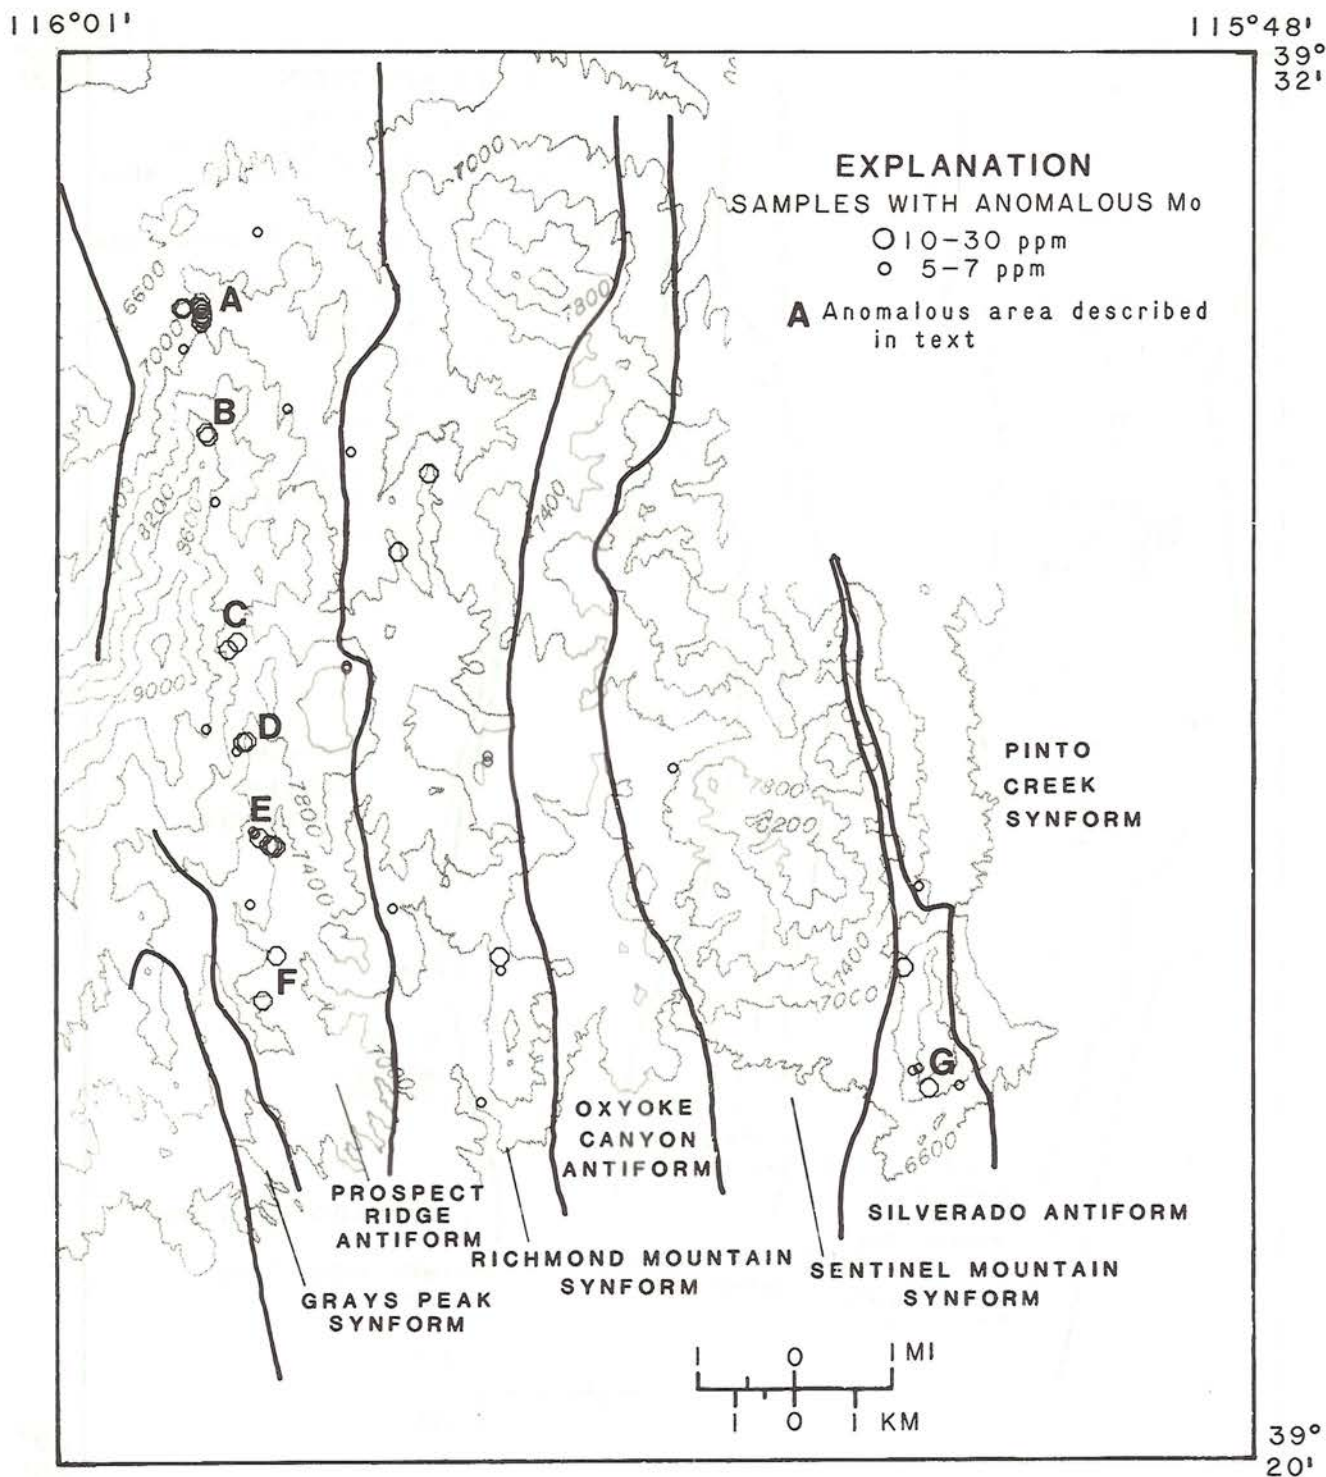 116°01'
115°48'
39°
32'
EXPLANATION
SAMPLES WITH ANOMALOUS Mo
10-30 ppm
5-7 ppm
A Anomalous area described
in text
7000
6600
7800
A
7000
B
8200
8600
7400
C
9000
D
7800
8200
E
7800
7400
PINTO
CREEK
SYNFORM
F
7400
7000
G
6600
OXYOKE
CANYON
ANTIFORM
PROSPECT
RIDGE
ANTIFORM
SILVERADO ANTIFORM
RICHMOND MOUNTAIN
SYNFORM
SENTINEL MOUNTAIN
SYNFORM
GRAYS PEAK
SYNFORM
1 0 1 MI
1 0 1 KM
39°
20'